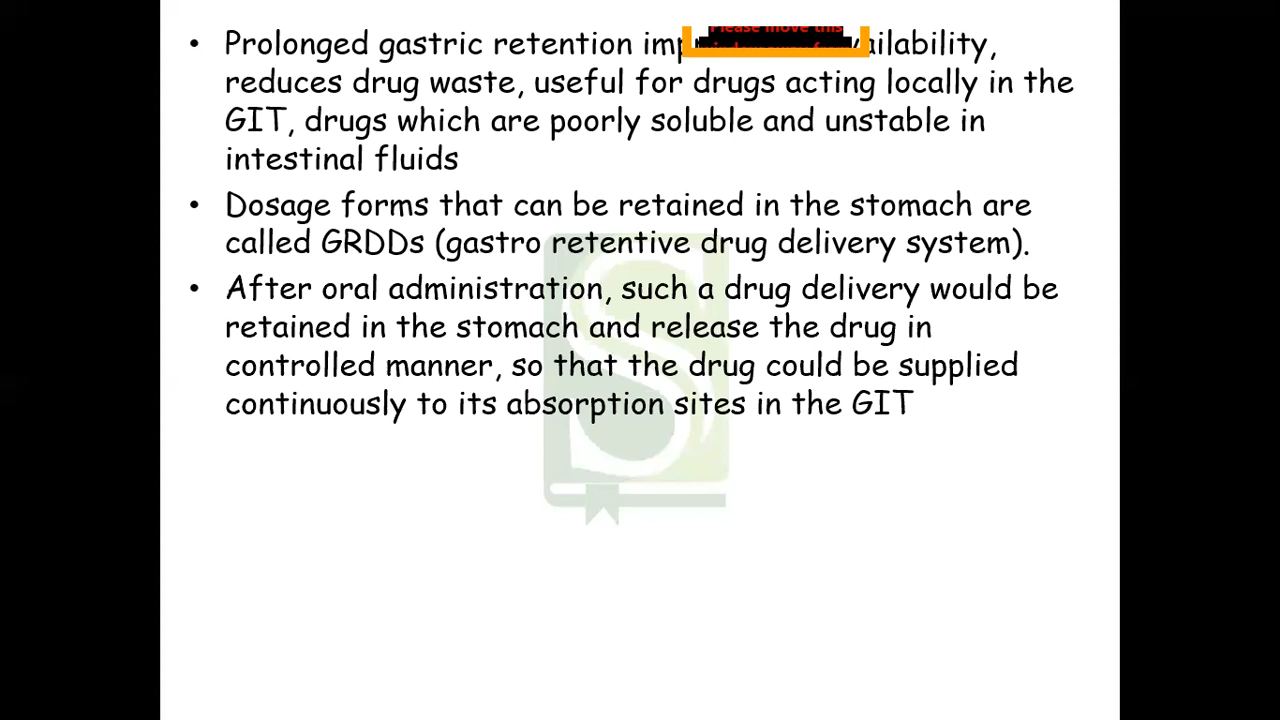 • Prolonged gastric retention imp ailability,
Please move this
reduces drug waste, useful for drugs acting locally in the
GIT, drugs which are poorly soluble and unstable in
intestinal fluids
• Dosage forms that can be retained in the stomach are
called GRDDs (gastro retentive drug delivery system).
• After oral administration, such a drug delivery would be
retained in the stomach and release the drug in
controlled manner, so that the drug could be supplied
continuously to its absorption sites in the GIT